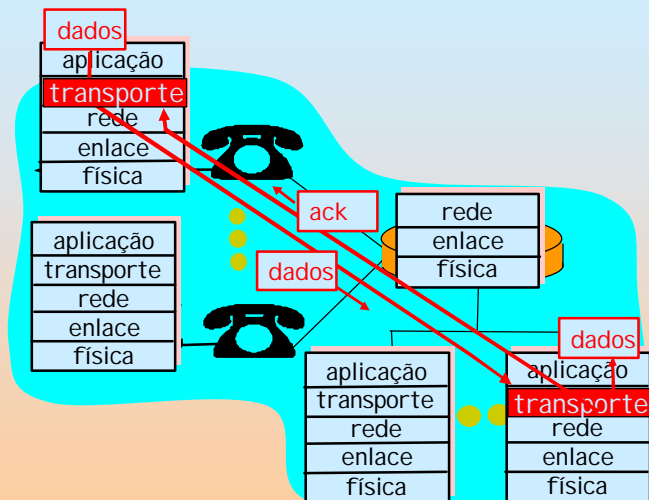 dados
aplicação
transporte
rede
enlace
física
ack
rede
enlace
física
aplicação
transporte
rede
enlace
física
dados
dados
aplicação
transporte
rede
enlace
física
aplicação
transporte
rede
enlace
física